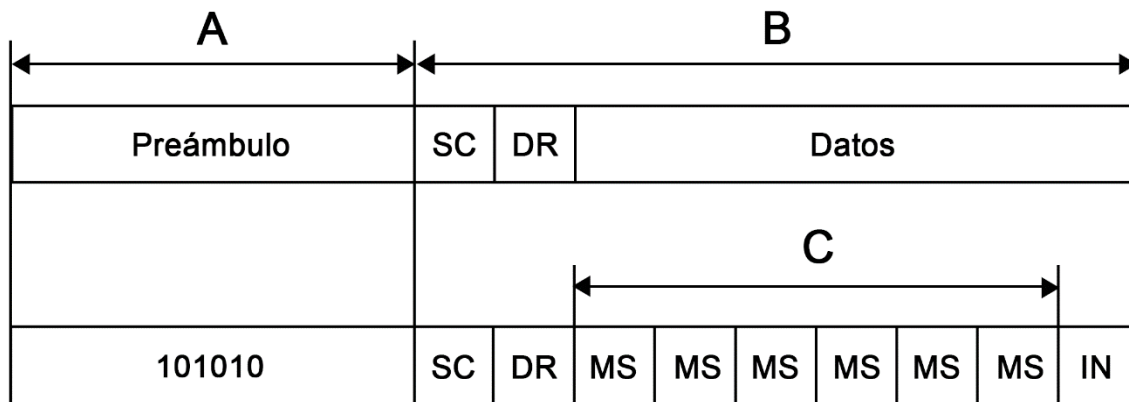 A B
Preámbulo SC DR Datos
C
101010 SC DR MS MS MS MS MS MS IN